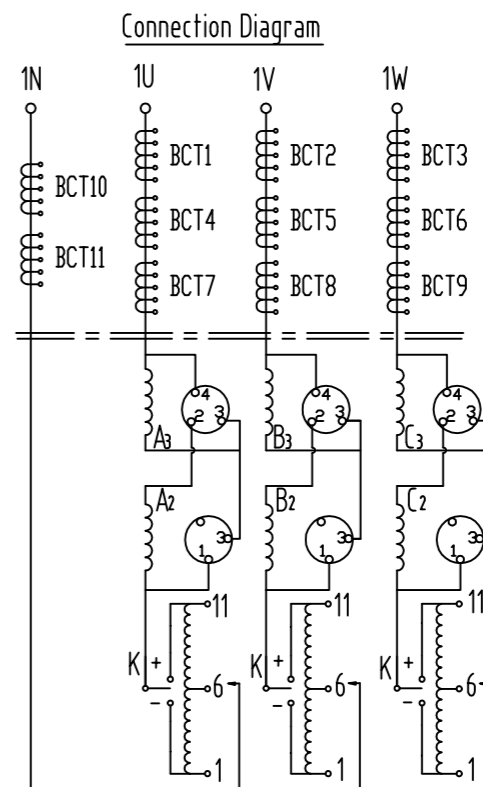 Connection Diagram
1N 1U 1V 1W
BCT1 BCT2 BCT3
BCT10
BCT4 BCT5 BCT6
BCT11
BCT7 BCT8 BCT9
4 4 4
2 3 2 3 2 3
A3 B3 C3
A2 B2 C2
1 3 1 3 1 3
11 11 11
K + K + K +
6 6 6
- - -
1 1 1